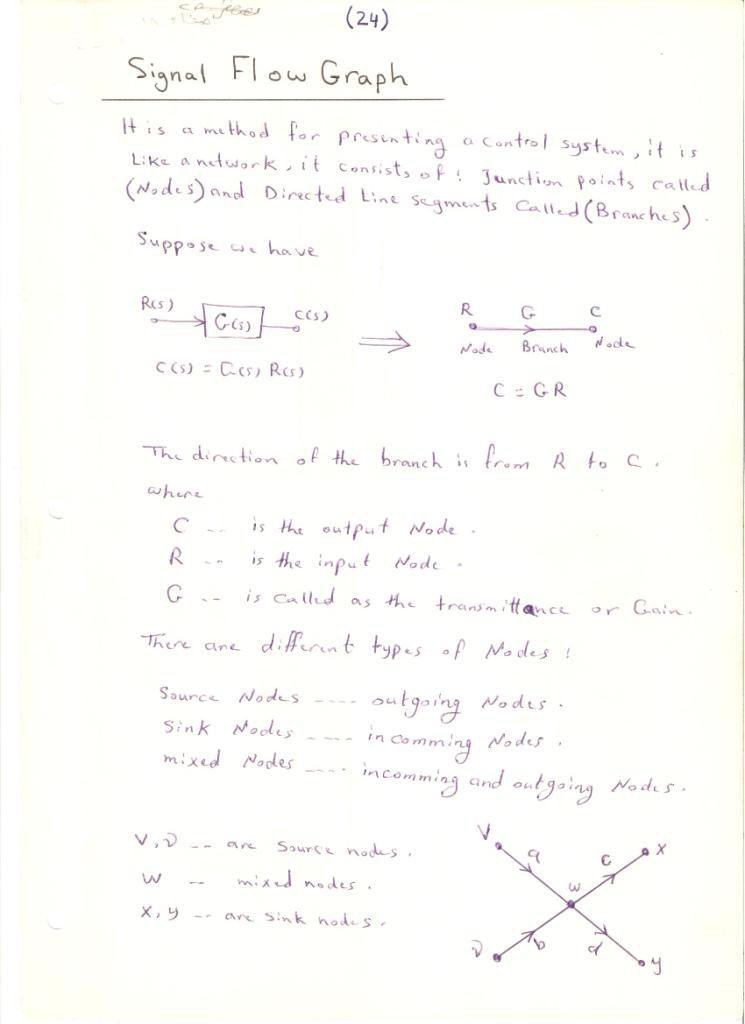 (24)
Signal Flow Graph
It is a method for presenting a control system, it is
Like a network, it consists of: Junction points called
(Nodes) and Directed Line segments Called (Branches).
Suppose we have
R(s) G(s) C(s)
C(s) = G(s) R(s)
R G C
Node Branch Node
C = GR
The direction of the branch is from R to C.
where
C -- is the output Node.
R -- is the input Node.
G -- is called as the transmittance or Gain.
There are different types of Nodes:
Source Nodes ---- outgoing Nodes.
Sink Nodes ---- incomming Nodes.
mixed Nodes ---- incomming and outgoing Nodes.
V, ν -- are Source nodes.
W -- mixed nodes.
X, y -- are sink nodes.
V a c X
w
ν b d y